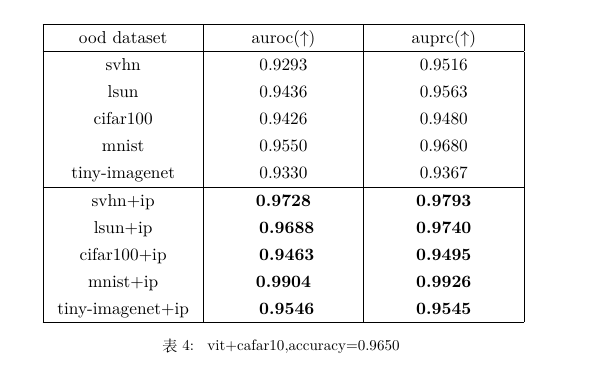 ood dataset auroc(↑) auprc(↑)
svhn 0.9293 0.9516
lsun 0.9436 0.9563
cifar100 0.9426 0.9480
mnist 0.9550 0.9680
tiny-imagenet 0.9330 0.9367
svhn+ip 0.9728 0.9793
lsun+ip 0.9688 0.9740
cifar100+ip 0.9463 0.9495
mnist+ip 0.9904 0.9926
tiny-imagenet+ip 0.9546 0.9545
表 4: vit+cafar10,accuracy=0.9650